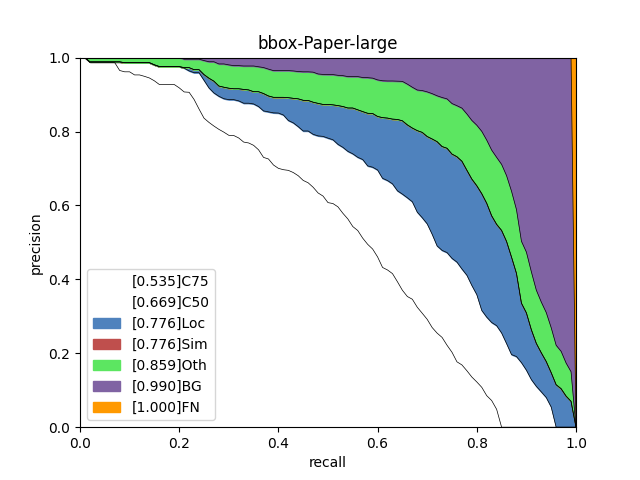 bbox-Paper-large
precision
1.0
0.8
0.6
0.4
0.2
0.0
[0.535]C75
[0.669]C50
[0.776]Loc
[0.776]Sim
[0.859]Oth
[0.990]BG
[1.000]FN
0.0 0.2 0.4 0.6 0.8 1.0
recall